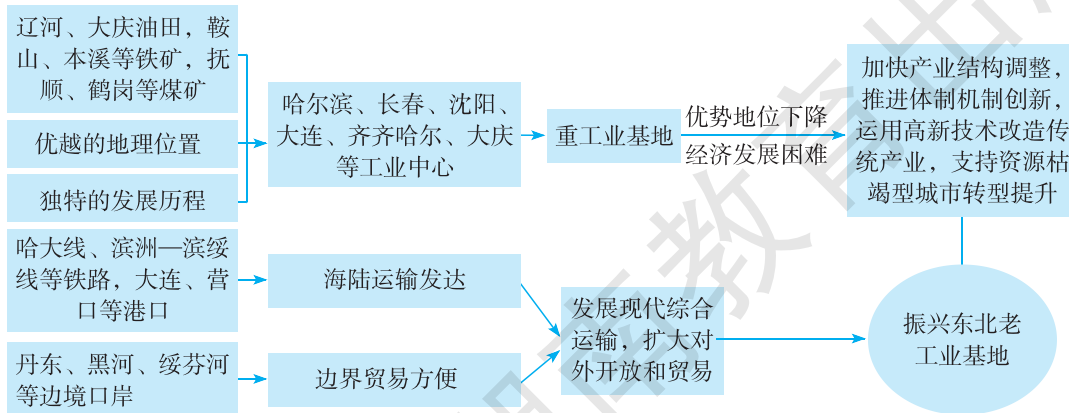 辽河、大庆油田，鞍
山、本溪等铁矿，抚
顺、鹤岗等煤矿
优越的地理位置
独特的发展历程
哈尔滨、长春、沈阳、
大连、齐齐哈尔、大庆
等工业中心
重工业基地
优势地位下降
经济发展困难
加快产业结构调整，
推进体制机制创新，
运用高新技术改造传
统产业，支持资源枯
竭型城市转型提升
哈大线、滨洲—滨绥
线等铁路，大连、营
口等港口
海陆运输发达
丹东、黑河、绥芬河
等边境口岸
边界贸易方便
发展现代综合
运输，扩大对
外开放和贸易
振兴东北老
工业基地